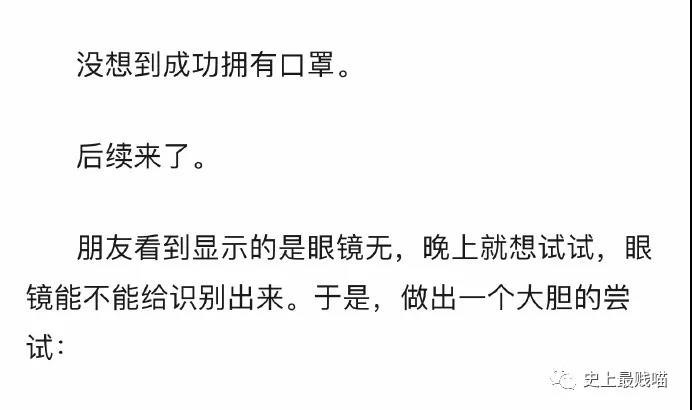 没想到成功拥有口罩。
后续来了。
朋友看到显示的是眼镜无，晚上就想试试，眼
镜能不能给识别出来。于是，做出一个大胆的尝
试：
史上最贱喵